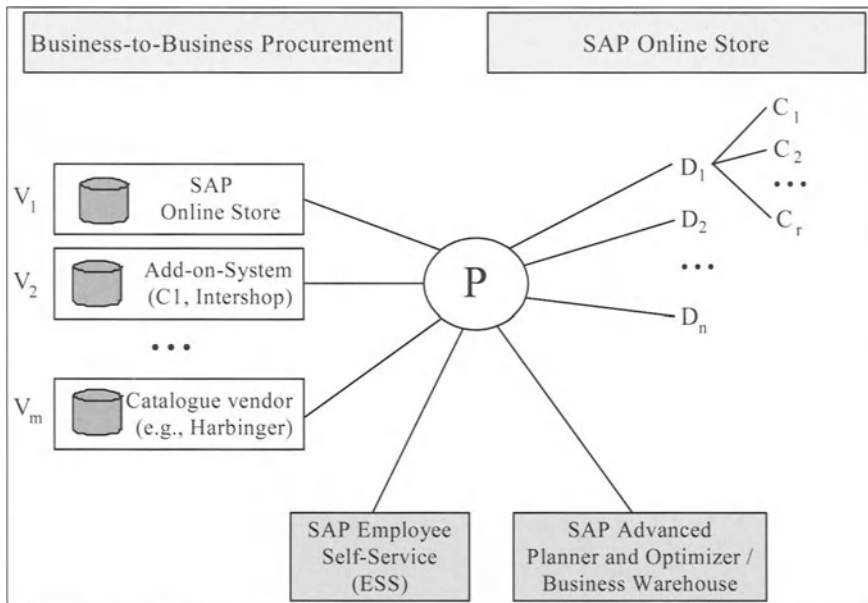 Business-to-Business Procurement
SAP Online Store
V1
SAP
Online Store
V2
Add-on-System
(C1, Intershop)
•••
Vm
Catalogue vendor
(e.g., Harbinger)
P
D1
D2
•••
Dn
C1
C2
•••
Cr
SAP Employee
Self-Service
(ESS)
SAP Advanced
Planner and Optimizer /
Business Warehouse